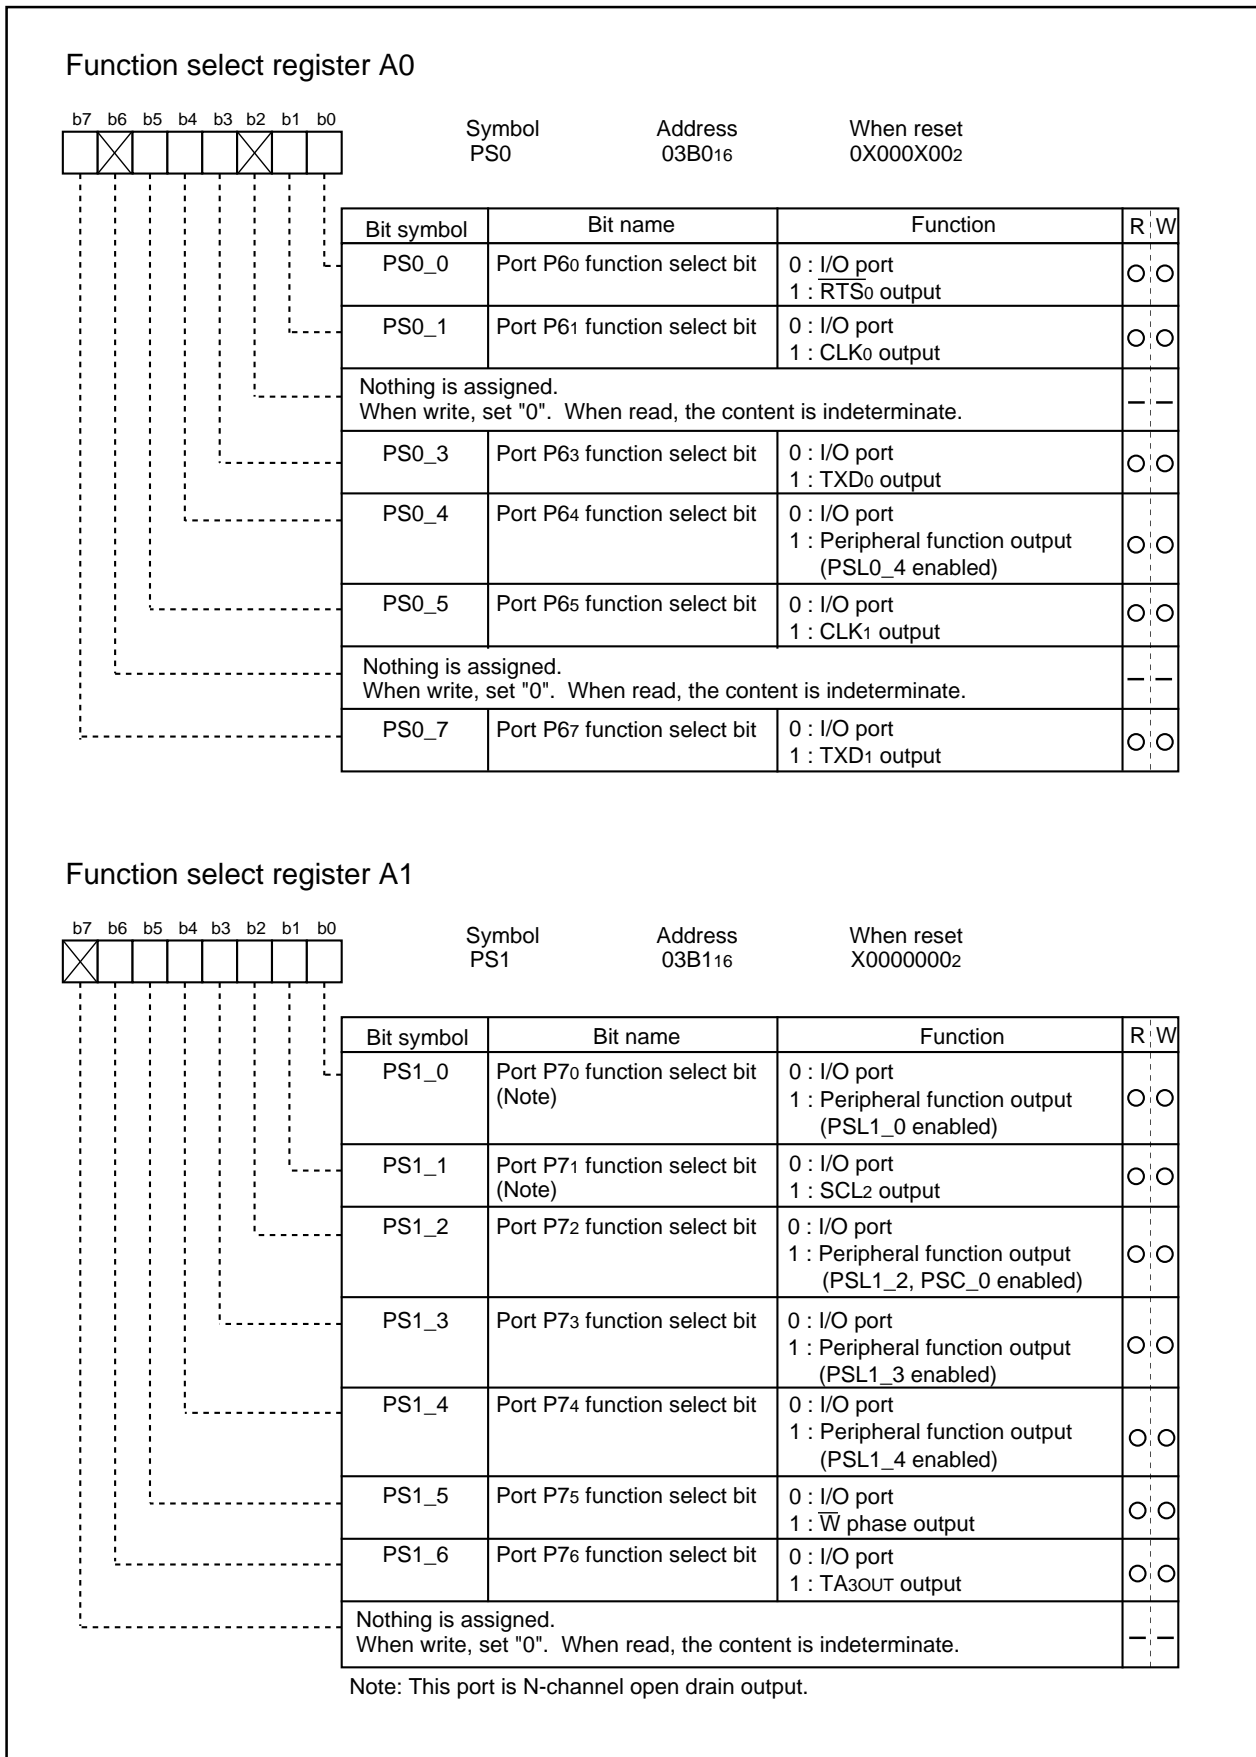 Function select register A0
b7 b6 b5 b4 b3 b2 b1 b0
Symbol Address When reset
PS0 03B016 0X000X002
Bit symbol Bit name Function R W
PS0_0 Port P60 function select bit 0 : I/O port
1 : RTS0 output
PS0_1 Port P61 function select bit 0 : I/O port
1 : CLK0 output
Nothing is assigned.
When write, set "0". When read, the content is indeterminate.
PS0_3 Port P63 function select bit 0 : I/O port
1 : TXD0 output
PS0_4 Port P64 function select bit 0 : I/O port
1 : Peripheral function output
(PSL0_4 enabled)
PS0_5 Port P65 function select bit 0 : I/O port
1 : CLK1 output
Nothing is assigned.
When write, set "0". When read, the content is indeterminate.
PS0_7 Port P67 function select bit 0 : I/O port
1 : TXD1 output
Function select register A1
b7 b6 b5 b4 b3 b2 b1 b0
Symbol Address When reset
PS1 03B116 X00000002
Bit symbol Bit name Function R W
PS1_0 Port P70 function select bit 0 : I/O port
(Note) 1 : Peripheral function output
(PSL1_0 enabled)
PS1_1 Port P71 function select bit 0 : I/O port
(Note) 1 : SCL2 output
PS1_2 Port P72 function select bit 0 : I/O port
1 : Peripheral function output
(PSL1_2, PSC_0 enabled)
PS1_3 Port P73 function select bit 0 : I/O port
1 : Peripheral function output
(PSL1_3 enabled)
PS1_4 Port P74 function select bit 0 : I/O port
1 : Peripheral function output
(PSL1_4 enabled)
PS1_5 Port P75 function select bit 0 : I/O port
1 : W phase output
PS1_6 Port P76 function select bit 0 : I/O port
1 : TA3OUT output
Nothing is assigned.
When write, set "0". When read, the content is indeterminate.
Note: This port is N-channel open drain output.